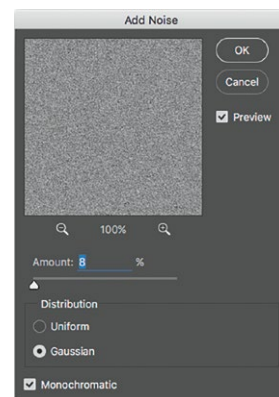 Add Noise
OK
Cancel
Preview
100%
Amount: 8 %
Distribution
Uniform
Gaussian
Monochromatic